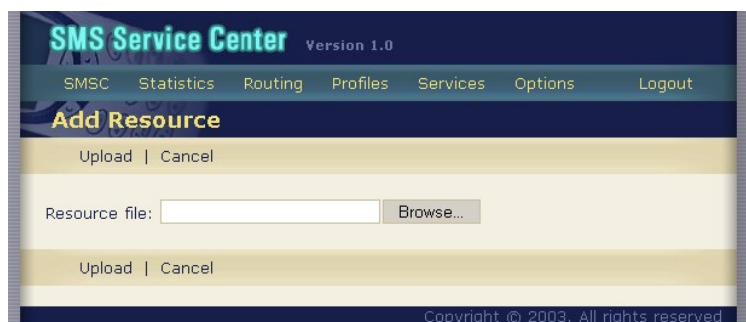 SMS Service Center Version 1.0
SMSC Statistics Routing Profiles Services Options Logout
Add Resource
Upload | Cancel
Resource file: Browse...
Upload | Cancel
Copyright © 2003. All rights reserved